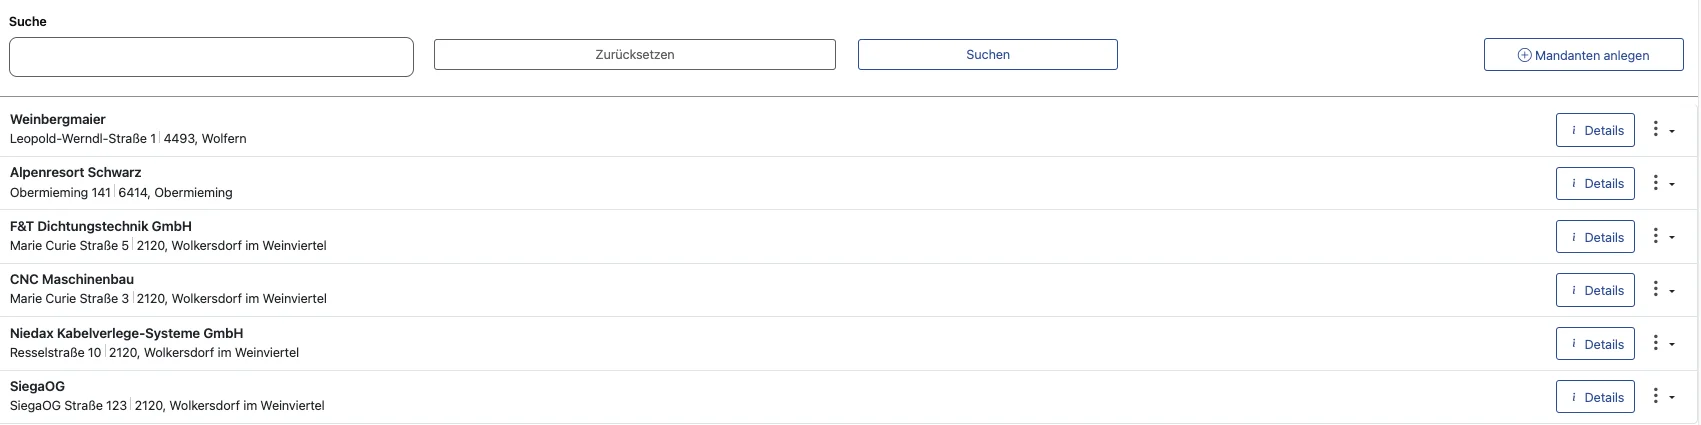 Suche
Zurücksetzen
Suchen
Mandanten anlegen
Weinbergmaier
Leopold-Werndl-Straße 1 | 4493, Wolfern
i Details
Alpenresort Schwarz
Obermieming 141 | 6414, Obermieming
i Details
F&T Dichtungstechnik GmbH
Marie Curie Straße 5 | 2120, Wolkersdorf im Weinviertel
i Details
CNC Maschinenbau
Marie Curie Straße 3 | 2120, Wolkersdorf im Weinviertel
i Details
Niedax Kabelverlege-Systeme GmbH
Resselstraße 10 | 2120, Wolkersdorf im Weinviertel
i Details
SiegaOG
SiegaOG Straße 123 | 2120, Wolkersdorf im Weinviertel
i Details